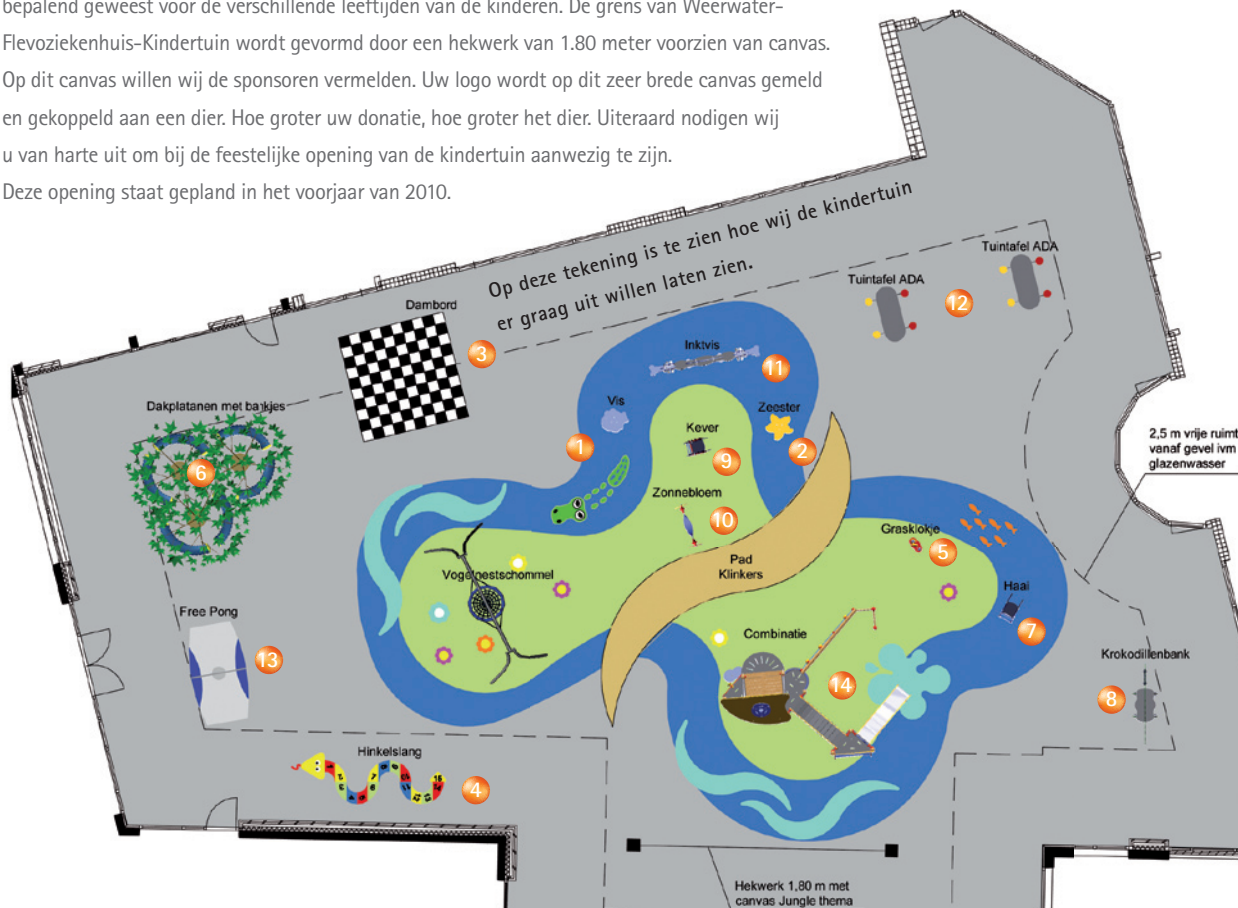 bepalend geweest voor de verschillende leeftijden van de kinderen. De grens van Weerwater-
Flevoziekenhuis-Kindertuin wordt gevormd door een hekwerk van 1.80 meter voorzien van canvas.
Op dit canvas willen wij de sponsoren vermelden. Uw logo wordt op dit zeer brede canvas gemeld
en gekoppeld aan een dier. Hoe groter uw donatie, hoe groter het dier. Uiteraard nodigen wij
u van harte uit om bij de feestelijke opening van de kindertuin aanwezig te zijn.
Deze opening staat gepland in het voorjaar van 2010.
Op deze tekening is te zien hoe wij de kindertuin
er graag uit willen laten zien.
Tuintafel ADA
Tuintafel ADA
12
Dambord
3
Inktvis
11
Dakplatanen met bankjes
6
Vis
1
Zeester
2
Kever
9
2,5 m vrije ruimt
vanaf gevel ivm
glazenwasser
Zonnebloem
10
Grasklokje
5
Pad
Klinkers
Vogelnestschommel
Haai
7
Free Pong
13
Combinatie
14
Krokodillenbank
8
Hinkelslang
4
Hekwerk 1,80 m met
canvas Jungle thema